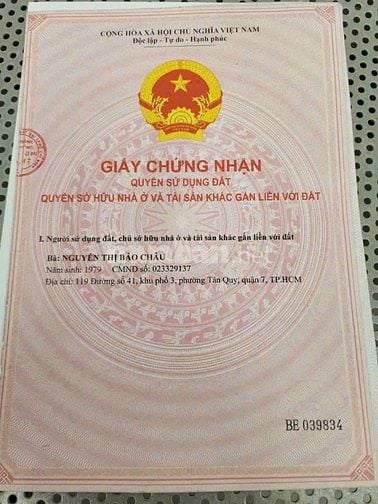 CỘNG HÒA XÃ HỘI CHỦ NGHĨA VIỆT NAM
Độc lập - Tự do - Hạnh phúc
GIẤY CHỨNG NHẬN
QUYỀN SỬ DỤNG ĐẤT
QUYỀN SỞ HỮU NHÀ Ở VÀ TÀI SẢN KHÁC GẮN LIỀN VỚI ĐẤT
I. Người sử dụng đất, chủ sở hữu nhà ở và tài sản khác gắn liền với đất
Bà: NGUYỄN THỊ BẢO CHÂU
Năm sinh: 1979 CMND số: 023329137
Địa chỉ: 119 Đường số 41, khu phố 3, phường Tân Quy, quận 7, TP.HCM
BE 039834